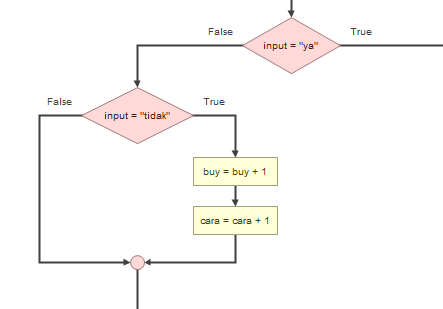 False
True
input = "ya"
False
True
input = "tidak"
buy = buy + 1
cara = cara + 1